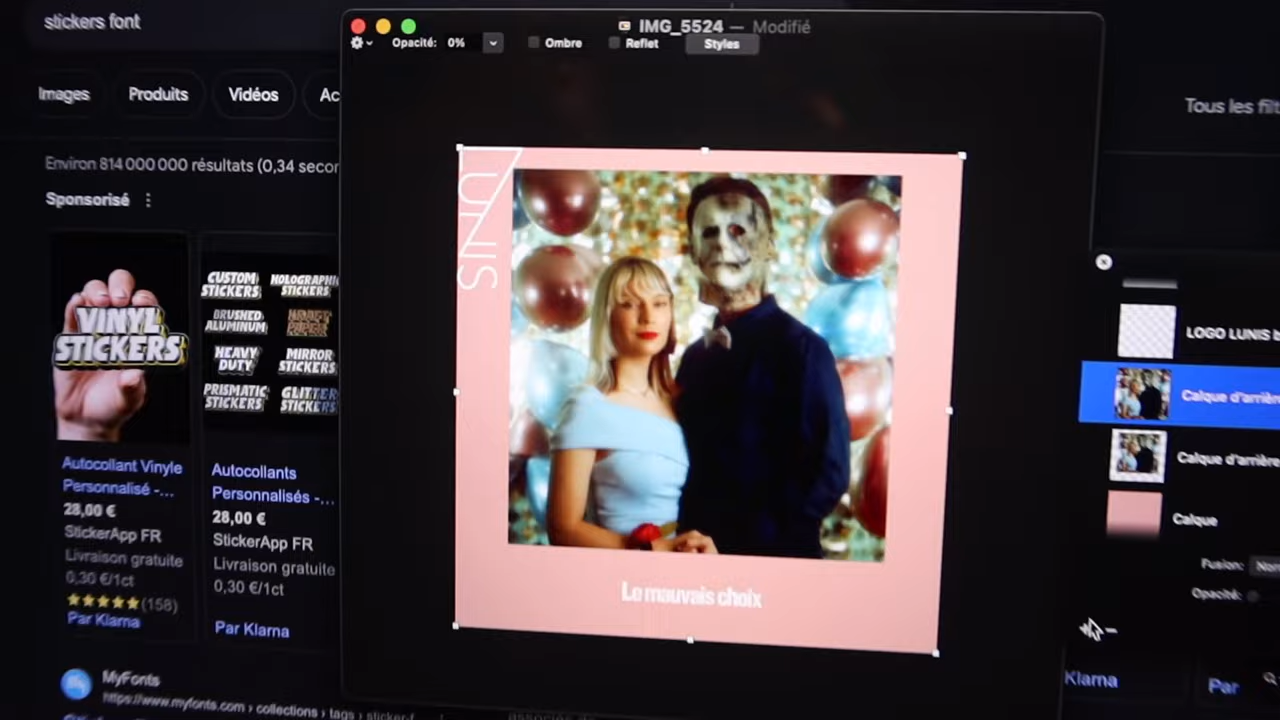 stickers font
IMG_5524 — Modifié
Opacité: 0%
Ombre
Reflet
Styles
Images
Produits
Vidéos
Tous les filt
Environ 814 000 000 résultats (0,34 secon
Sponsorisé
VINYL
STICKERS
CUSTOM
STICKERS
HOLOGRAPHI
STICKERS
BRUSHED
ALUMINUM
HEAVY
DUTY
MIRROR
STICKERS
PRISMATIC
STICKERS
GLITTER
STICKERS
Autocollant Vinyle
Personnalisé -...
28,00 €
StickerApp FR
Livraison gratuite
0,30 €/1ct
(158)
Par Klarna
Autocollants
Personnalisés -...
28,00 €
StickerApp FR
Livraison gratuite
0,30 €/1ct
Par Klarna
MyFonts
https://www.myfonts.com › collections › tags › sticker-f
LUNIS
Le mauvais choix
LOGO LUNIS
Calque d'arrière
Calque d'arrière
Calque
Fusion:
Opacité:
Klarna
Par